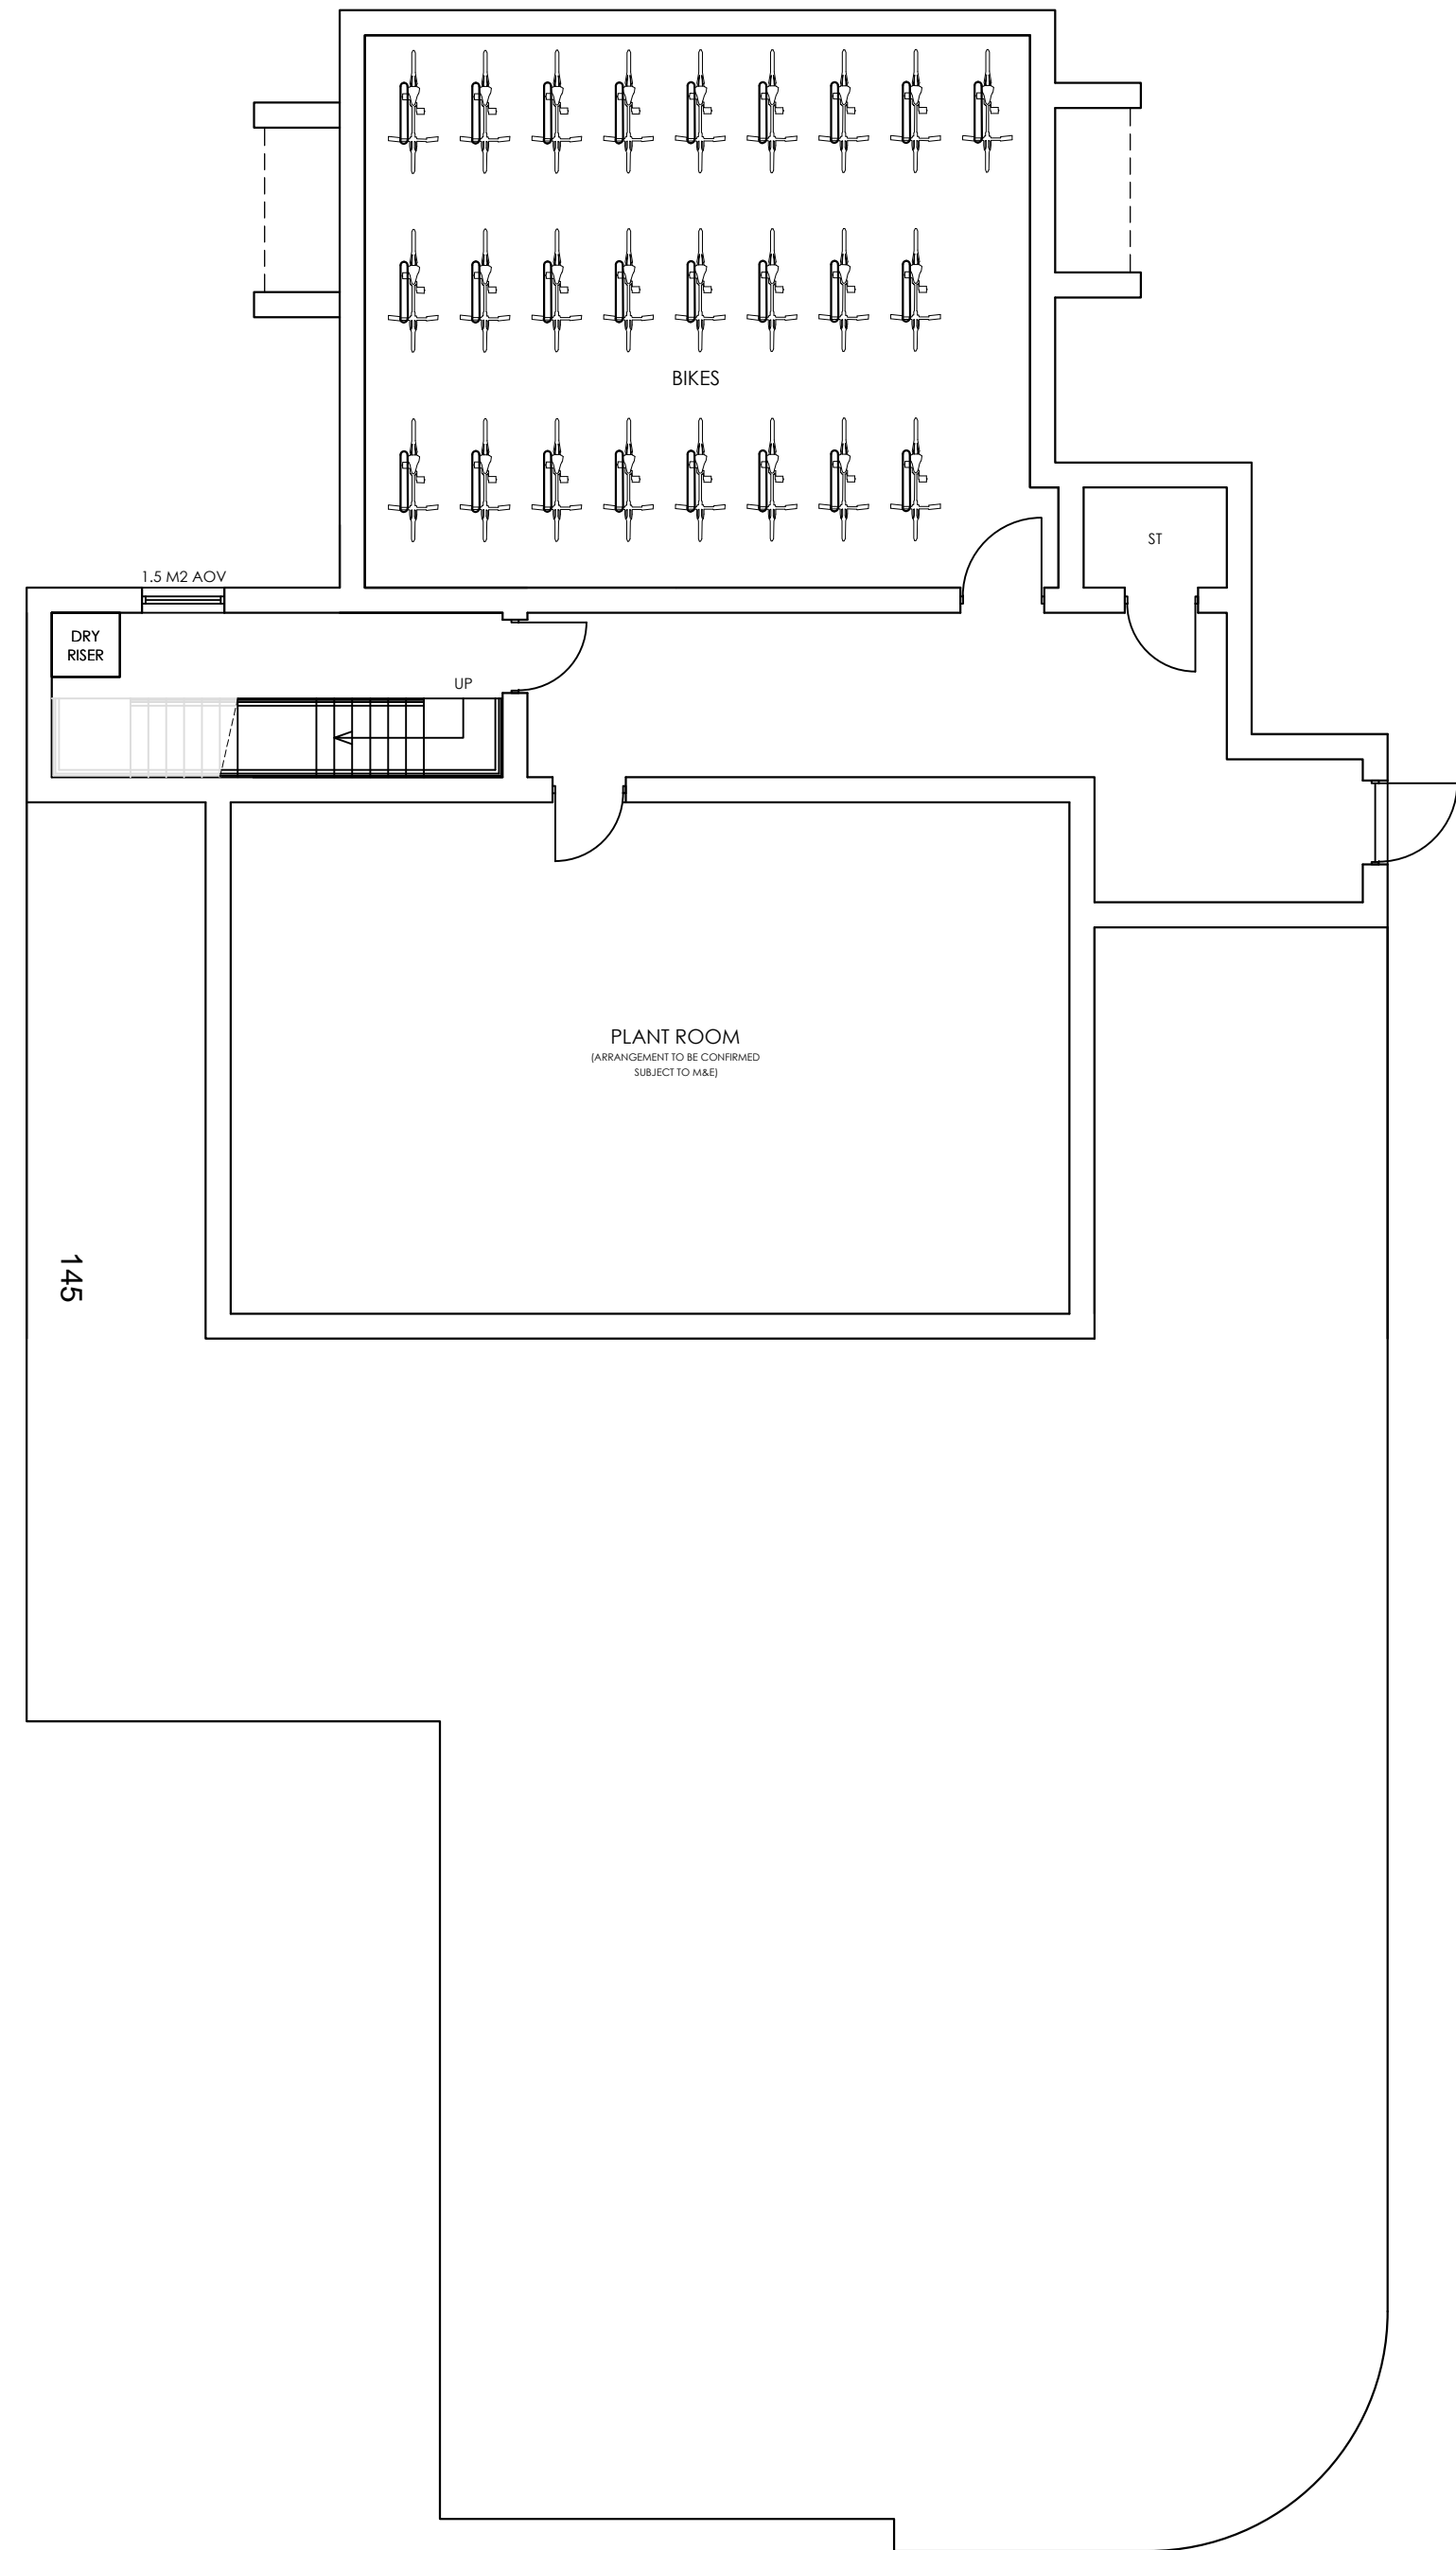 BIKES
ST
1.5 M2 AOV
DRY
RISER
UP
PLANT ROOM
(ARRANGEMENT TO BE CONFIRMED
SUBJECT TO M&E)
145